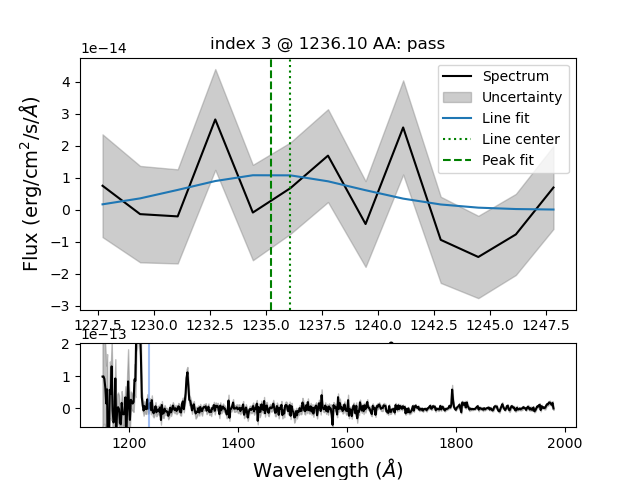 index 3 @ 1236.10 AA: pass
1e−14
Flux (erg/cm²/s/Å)
4
3
2
1
0
−1
−2
−3
Spectrum
Uncertainty
Line fit
Line center
Peak fit
1227.5 1230.0 1232.5 1235.0 1237.5 1240.0 1242.5 1245.0 1247.5
1e−13
2
1
0
1200 1400 1600 1800 2000
Wavelength (Å)